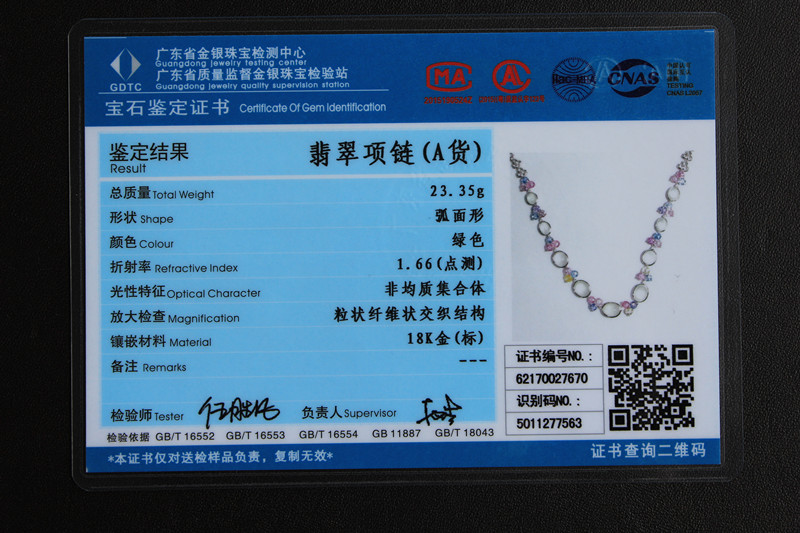 广东省金银珠宝检测中心
Guangdong jewelry testing center
广东省质量监督金银珠宝检验站
Guangdong jewelry quality supervision station
GDTC
宝石鉴定证书 Certificate Of Gem Identification
MA
ilac-MRA
CNAS
TESTING
鉴定结果 翡翠项链(A货)
Result
总质量 Total Weight 23.35g
形状 Shape 弧面形
颜色 Colour 绿色
折射率 Refractive Index 1.66(点测)
光性特征 Optical Character 非均质集合体
放大检查 Magnification 粒状纤维状交织结构
镶嵌材料 Material 18K金(标)
备注 Remarks ---
检验师 Tester 负责人 Supervisor
检验依据 GB/T 16552 GB/T 16553 GB/T 16554 GB 11887 GB/T 18043
*本证书仅对送检样品负责，复制无效*
证书编号NO.：
62170027670
识别码NO.：
5011277563
证书查询二维码